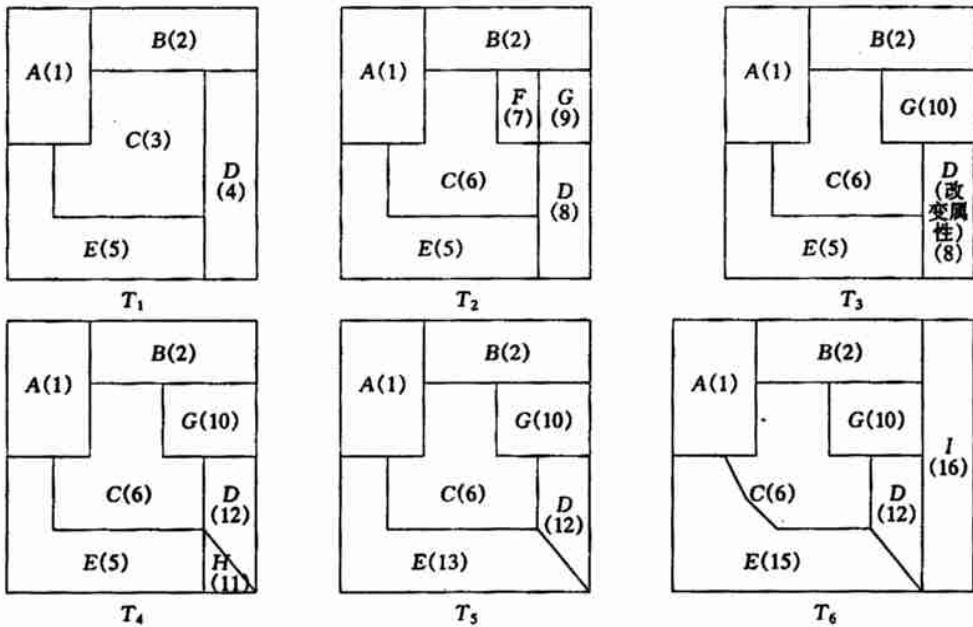 B(2)
A(1)
C(3)
D
(4)
E(5)
T₁
B(2)
A(1)
F
(7)
G
(9)
C(6)
D
(8)
E(5)
T₂
B(2)
A(1)
G(10)
C(6)
D
(改
变属
性)
(8)
E(5)
T₃
B(2)
A(1)
G(10)
C(6)
D
(12)
E(5)
H
(11)
T₄
B(2)
A(1)
G(10)
C(6)
D
(12)
E(13)
T₅
B(2)
A(1)
G(10)
I
(16)
C(6)
D
(12)
E(15)
T₆